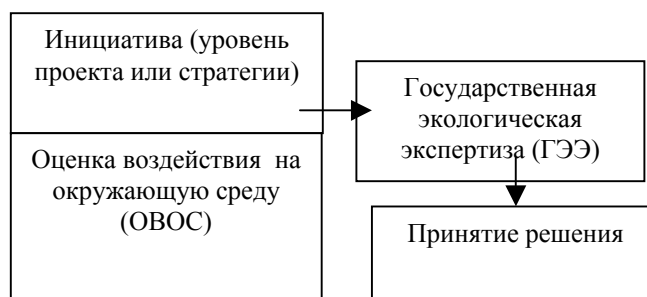 Инициатива (уровень
проекта или стратегии)
Оценка воздействия на
окружающую среду
(ОВОС)
Государственная
экологическая
экспертиза (ГЭЭ)
Принятие решения